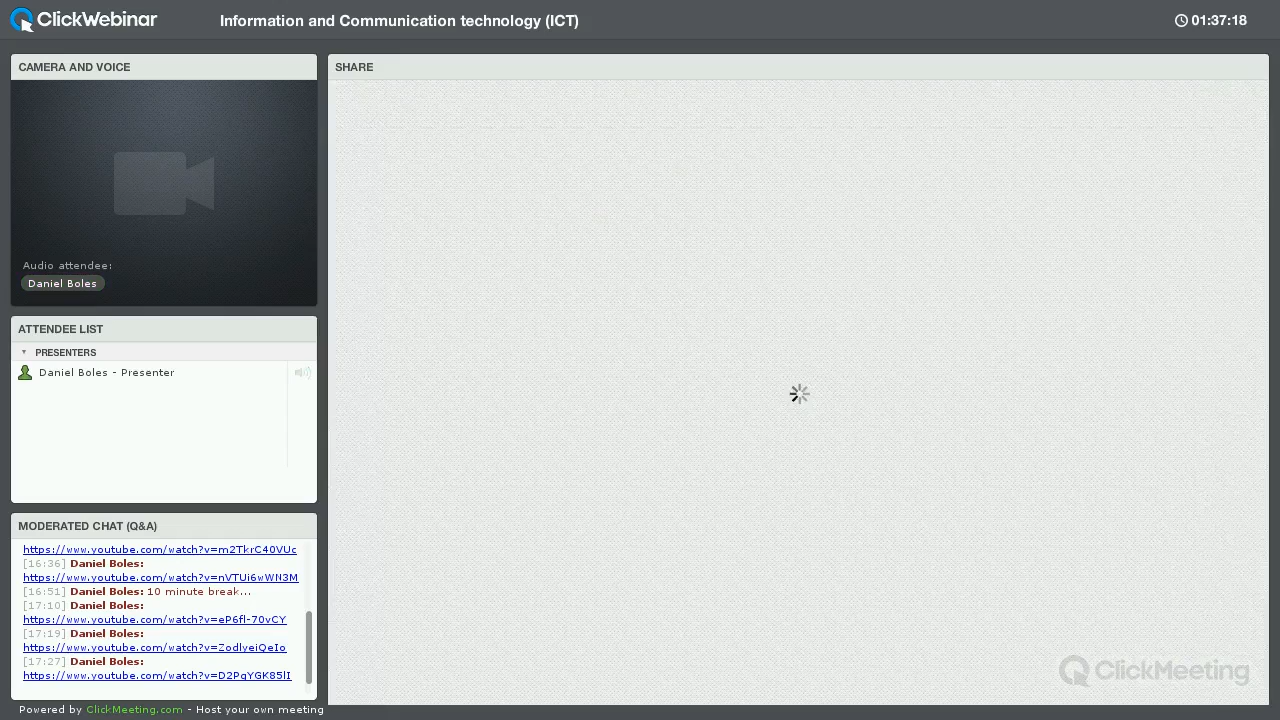 ClickWebinar
Information and Communication technology (ICT)
01:37:18
CAMERA AND VOICE
Audio attendee:
Daniel Boles
ATTENDEE LIST
PRESENTERS
Daniel Boles - Presenter
MODERATED CHAT (Q&A)
https://www.youtube.com/watch?v=m2TkrC40VUc
[16:36] Daniel Boles:
https://www.youtube.com/watch?v=nVTUi6wWN3M
[16:51] Daniel Boles: 10 minute break...
[17:10] Daniel Boles:
https://www.youtube.com/watch?v=eP6fl-70vCY
[17:19] Daniel Boles:
https://www.youtube.com/watch?v=ZodlyeiQeIo
[17:27] Daniel Boles:
https://www.youtube.com/watch?v=D2PqYGK85lI
Powered by ClickMeeting.com - Host your own meeting
SHARE
ClickMeeting